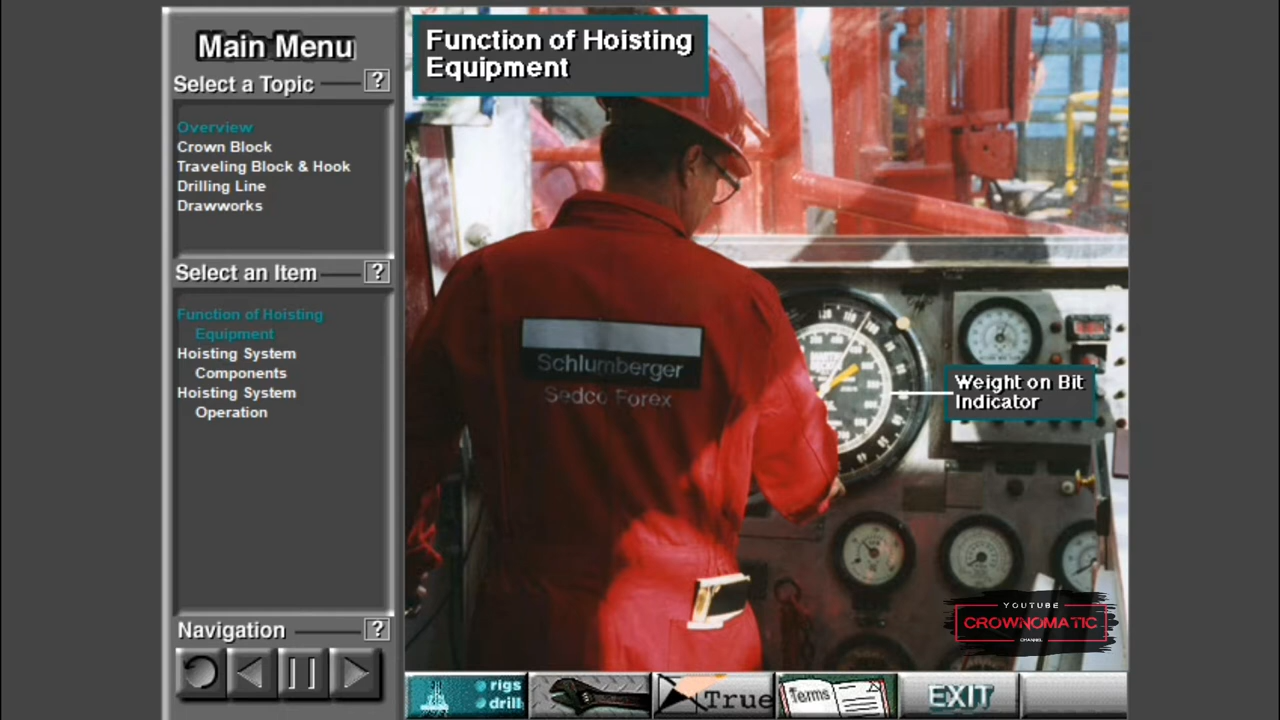 Main Menu
Select a Topic
?
Overview
Crown Block
Traveling Block & Hook
Drilling Line
Drawworks
Select an Item
?
Function of Hoisting
Equipment
Hoisting System
Components
Hoisting System
Operation
Navigation
?
Function of Hoisting
Equipment
Schlumberger
Sedco Forex
Weight on Bit
Indicator
YOUTUBE
CROWNOMATIC
CHANNEL
rigs
drill
True
Terms
EXIT